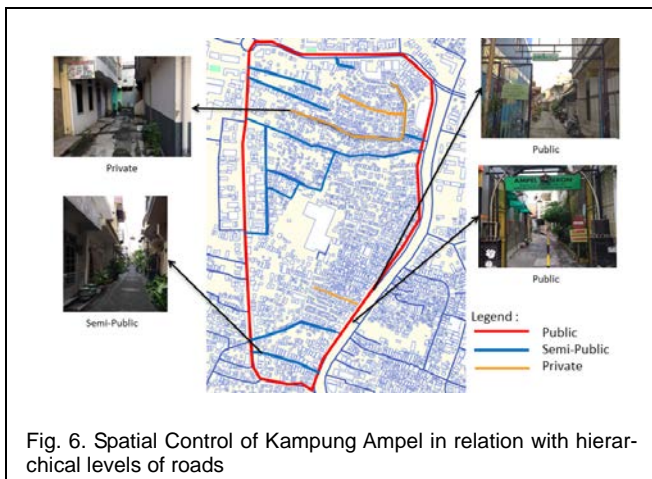 Private
Public
Semi-Public
AMPEL
Public
Legend :
Public
Semi-Public
Private
Fig. 6. Spatial Control of Kampung Ampel in relation with hierar-
chical levels of roads